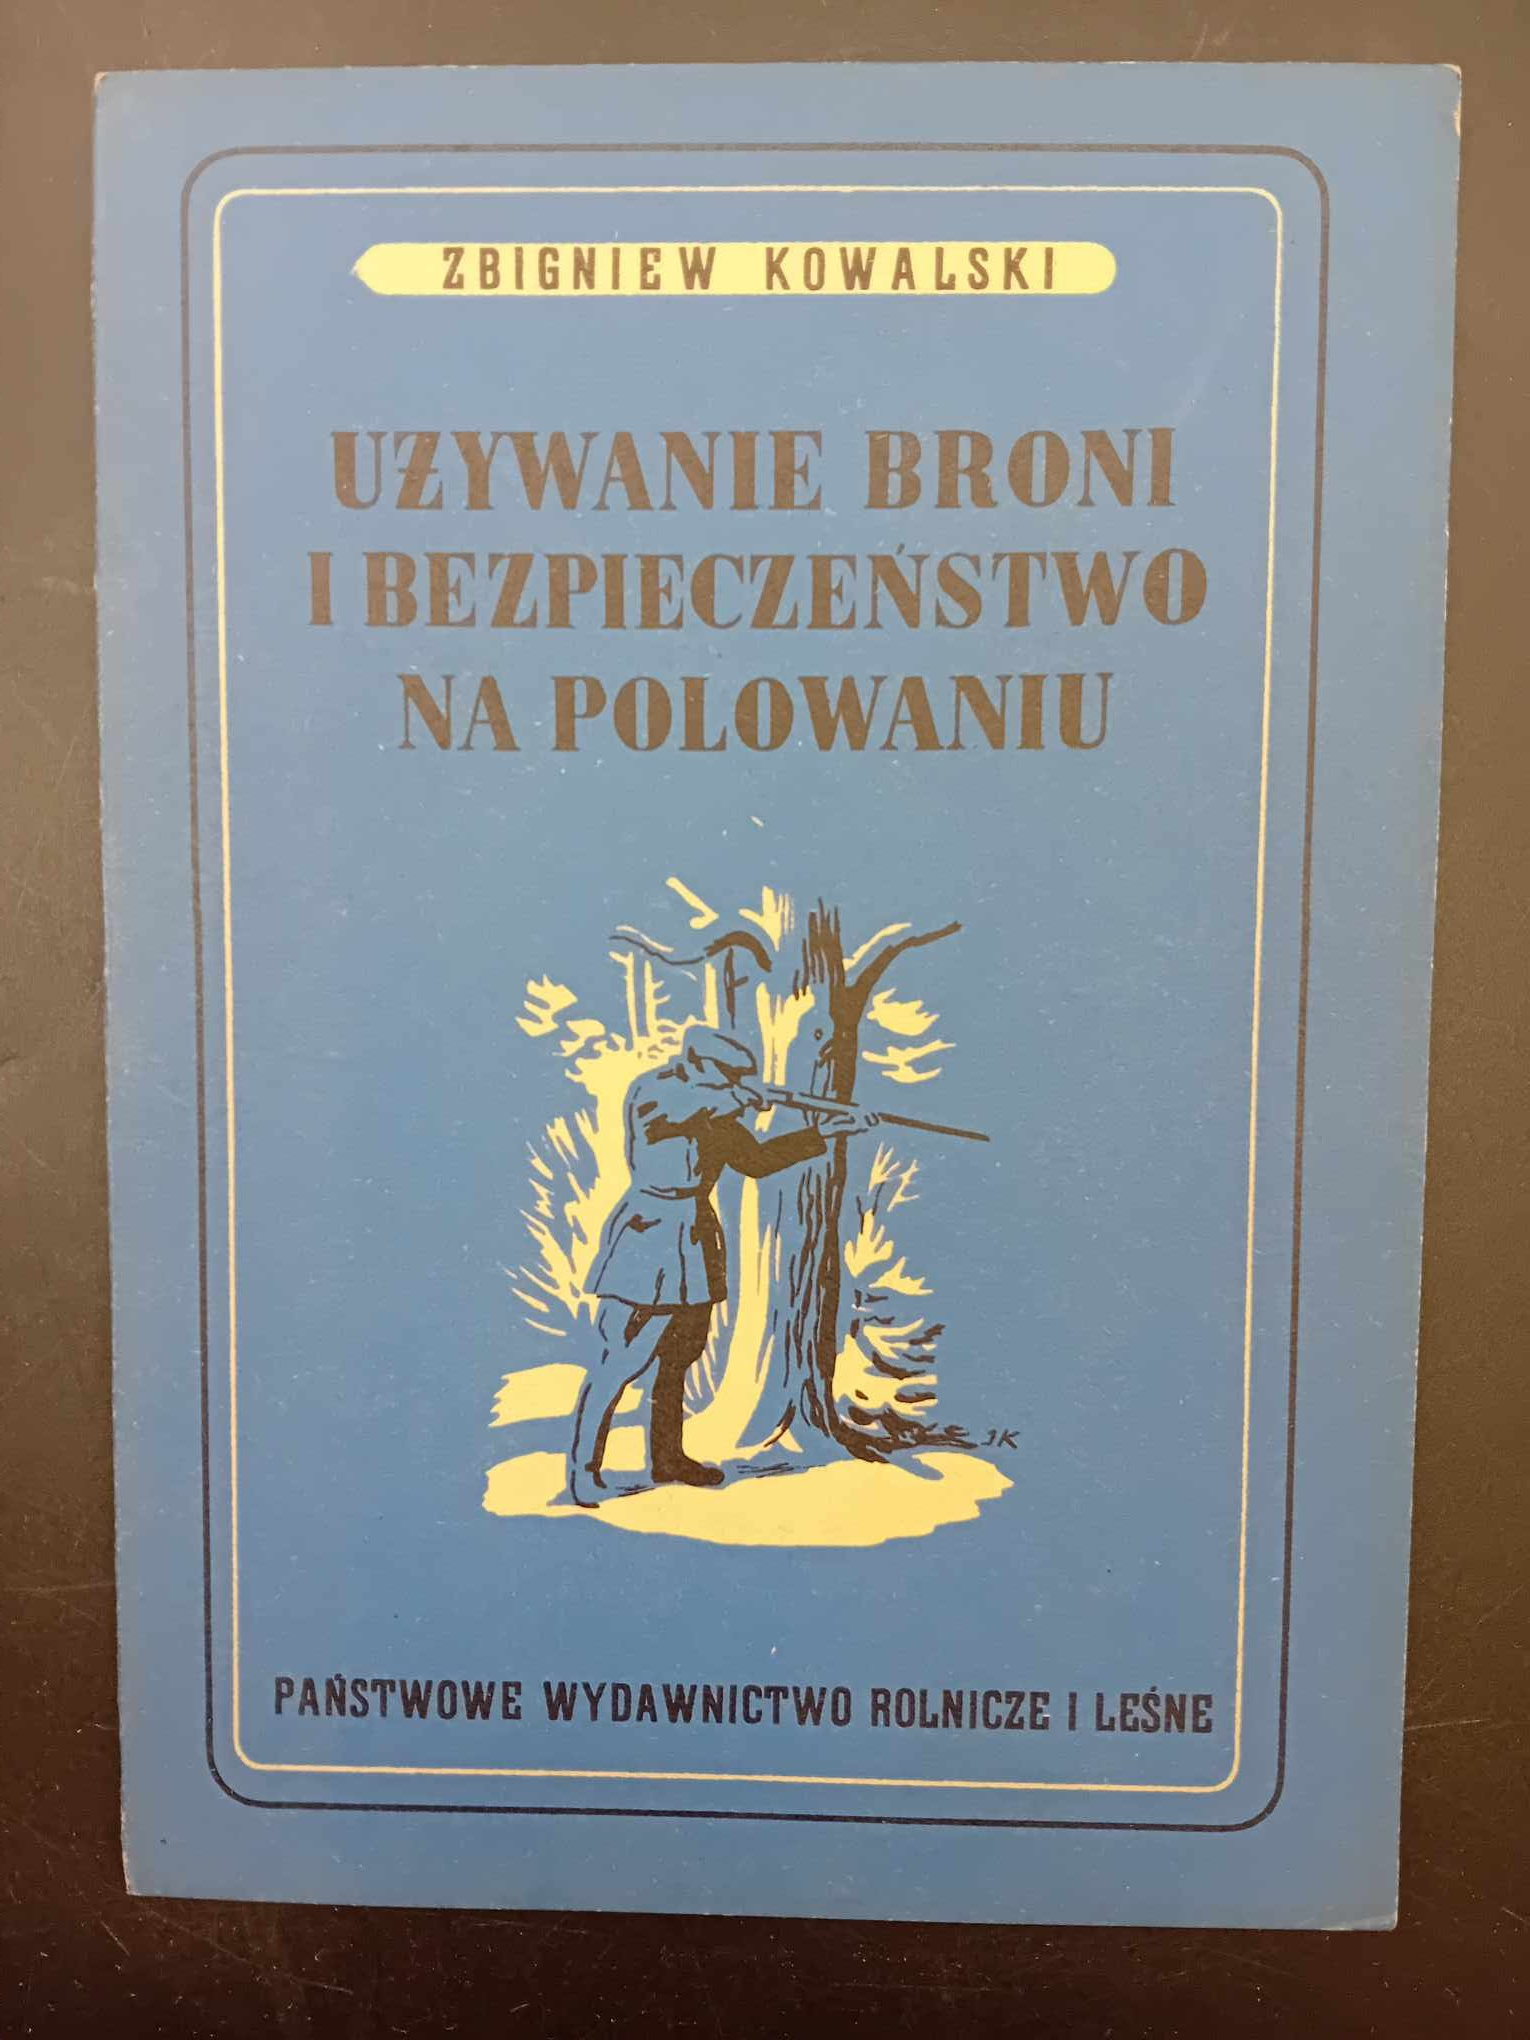 ZBIGNIEW KOWALSKI
UŻYWANIE BRONI
I BEZPIECZEŃSTWO
NA POLOWANIU
JK
PAŃSTWOWE WYDAWNICTWO ROLNICZE I LEŚNE